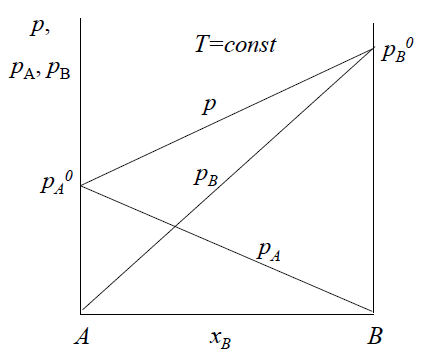 p,
T=const
p_B^0
p_A, p_B
p
p_A^0
p_B
p_A
A
x_B
B